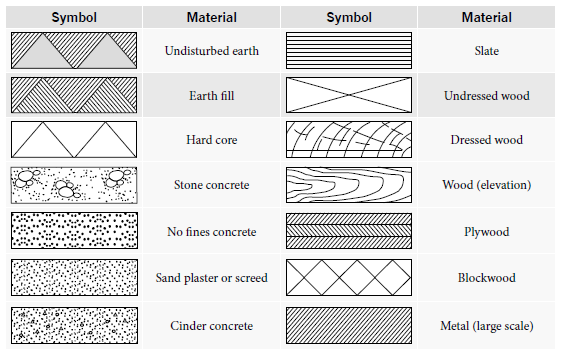 Symbol Material Symbol Material
Undisturbed earth Slate
Earth fill Undressed wood
Hard core Dressed wood
Stone concrete Wood (elevation)
No fines concrete Plywood
Sand plaster or screed Blockwood
Cinder concrete Metal (large scale)